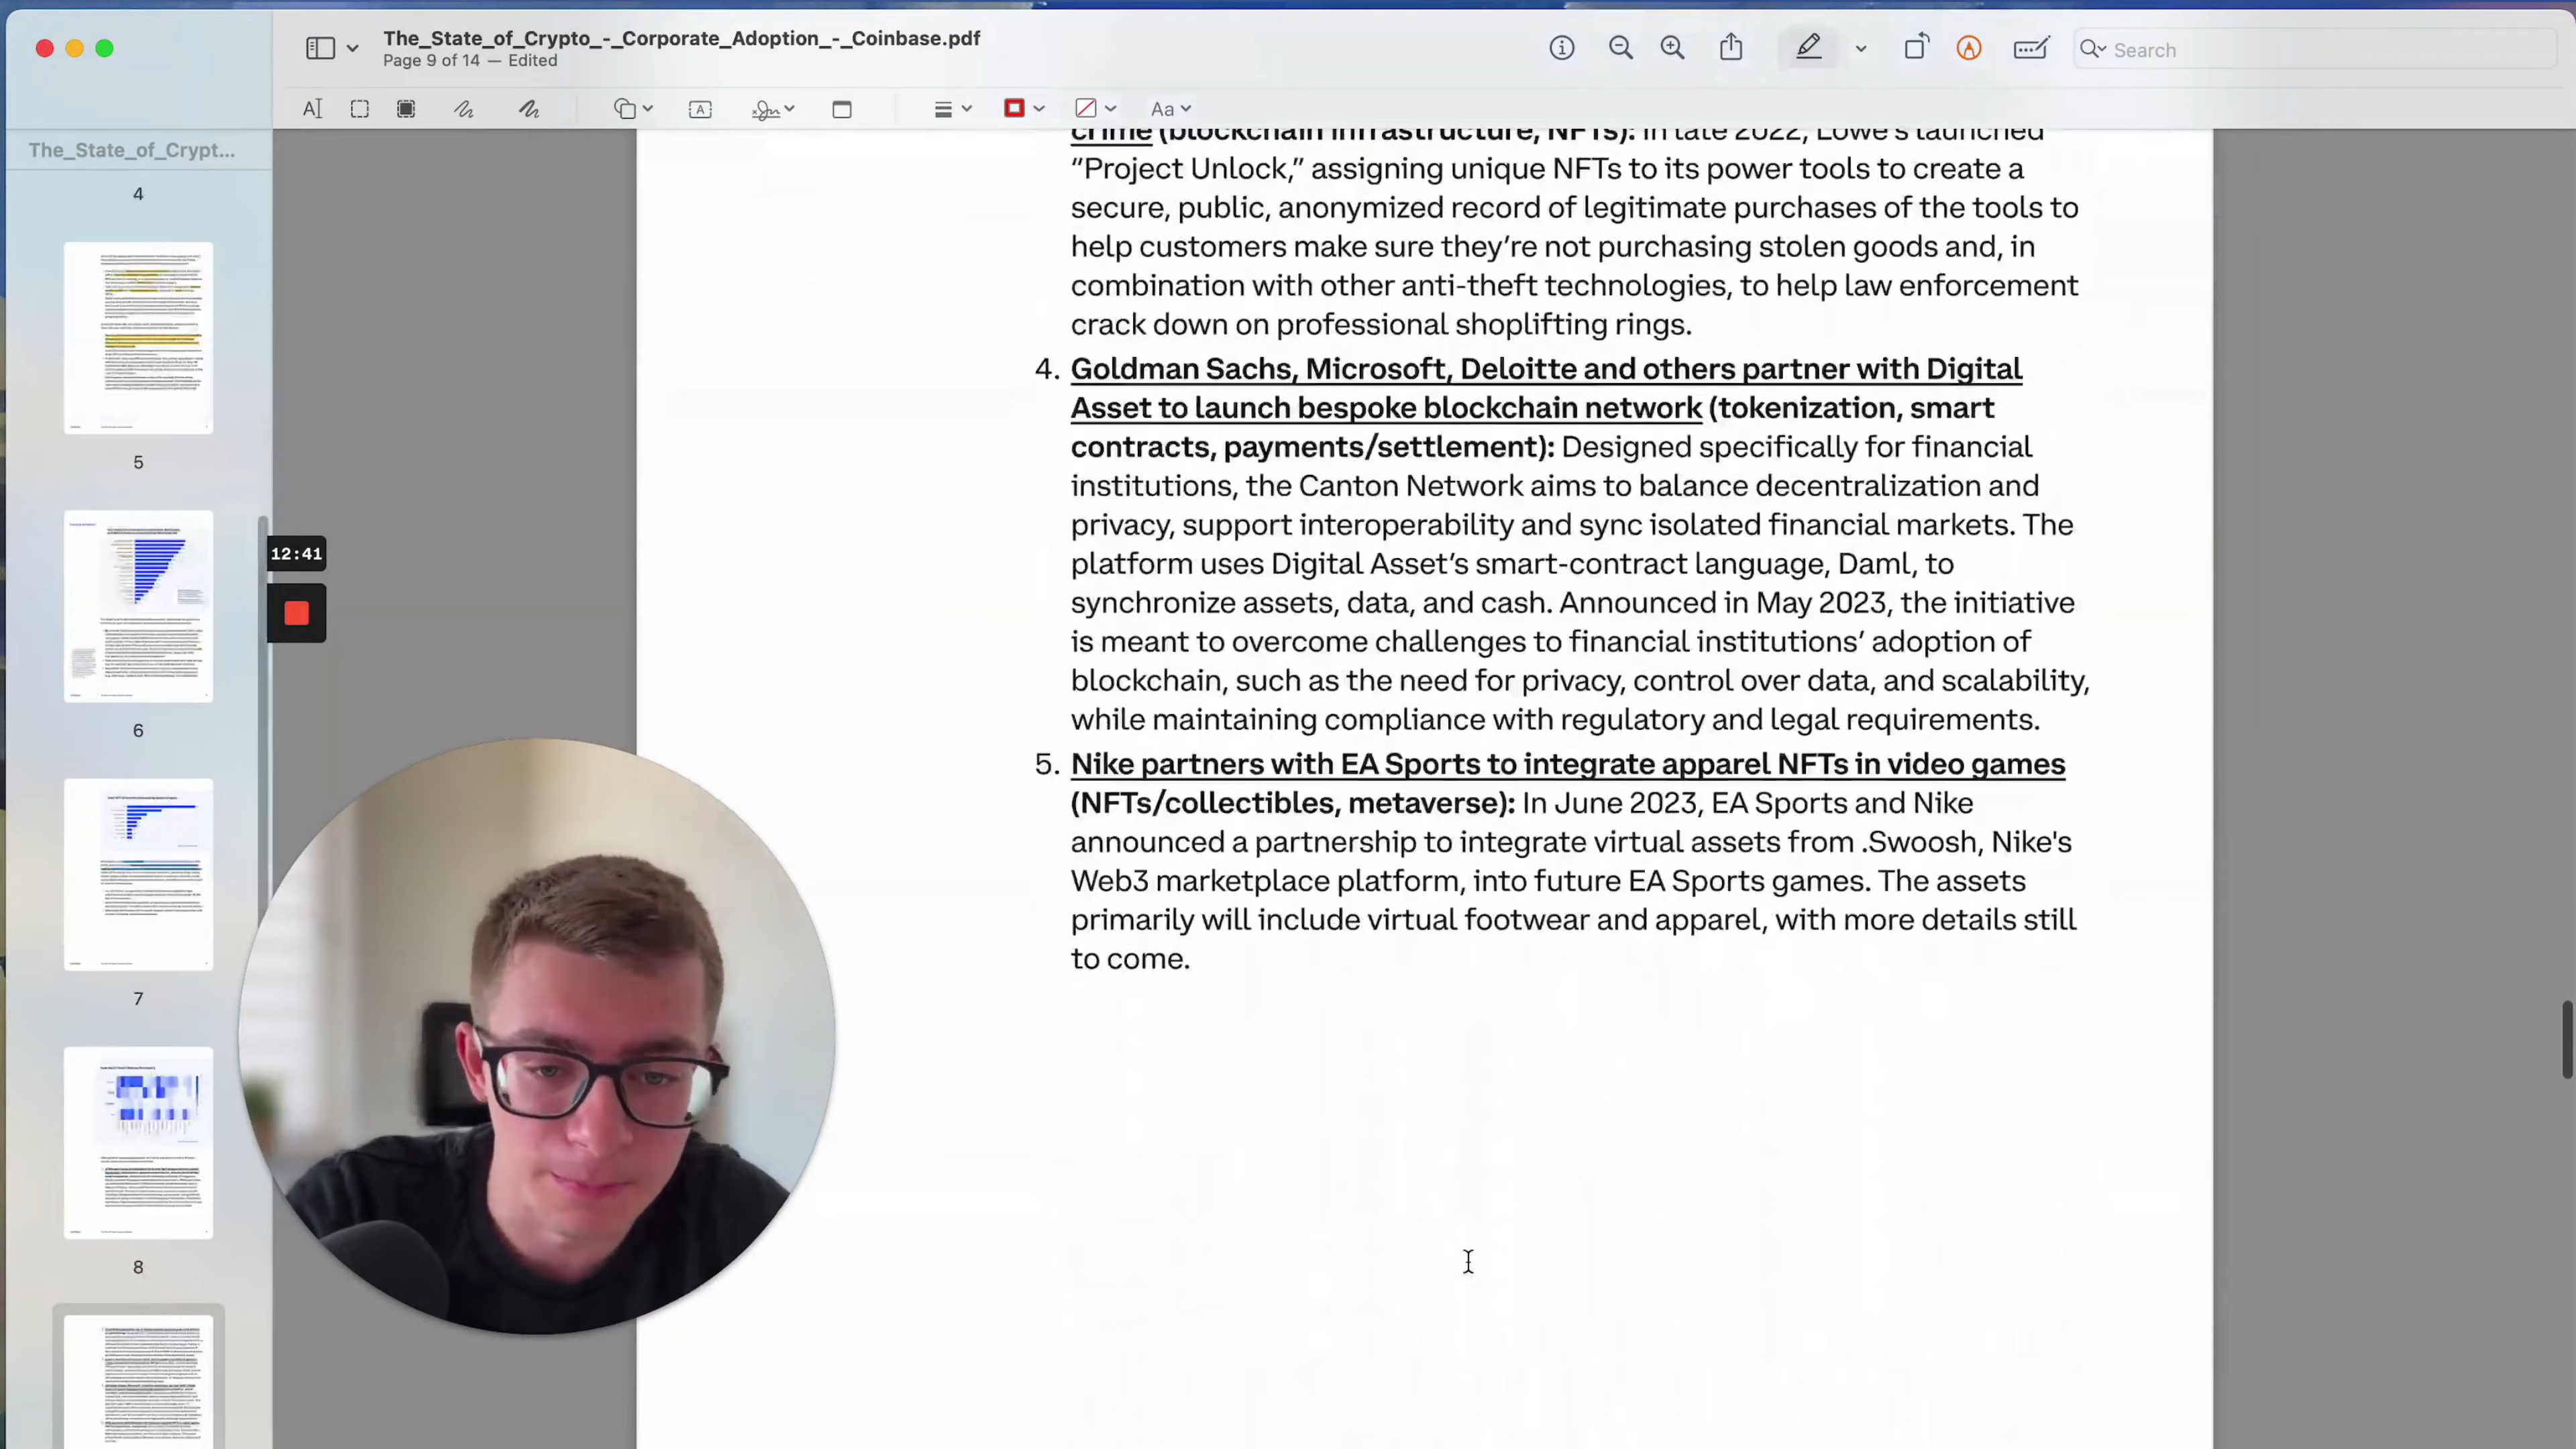 The_State_of_Crypto_-_Corporate_Adoption_-_Coinbase.pdf
Page 9 of 14 — Edited
Search
Aa
The_State_of_Crypt...
4
5
6
7
8
12:41
crime (blockchain infrastructure, NFTs): In late 2022, Lowe’s launched
“Project Unlock,” assigning unique NFTs to its power tools to create a
secure, public, anonymized record of legitimate purchases of the tools to
help customers make sure they’re not purchasing stolen goods and, in
combination with other anti-theft technologies, to help law enforcement
crack down on professional shoplifting rings.
4. Goldman Sachs, Microsoft, Deloitte and others partner with Digital
Asset to launch bespoke blockchain network (tokenization, smart
contracts, payments/settlement): Designed specifically for financial
institutions, the Canton Network aims to balance decentralization and
privacy, support interoperability and sync isolated financial markets. The
platform uses Digital Asset’s smart-contract language, Daml, to
synchronize assets, data, and cash. Announced in May 2023, the initiative
is meant to overcome challenges to financial institutions’ adoption of
blockchain, such as the need for privacy, control over data, and scalability,
while maintaining compliance with regulatory and legal requirements.
5. Nike partners with EA Sports to integrate apparel NFTs in video games
(NFTs/collectibles, metaverse): In June 2023, EA Sports and Nike
announced a partnership to integrate virtual assets from .Swoosh, Nike's
Web3 marketplace platform, into future EA Sports games. The assets
primarily will include virtual footwear and apparel, with more details still
to come.